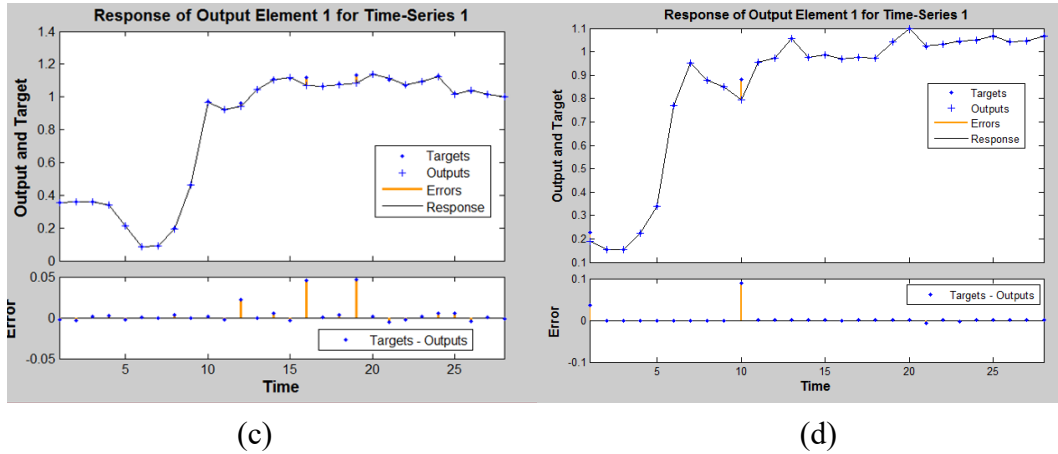 Response of Output Element 1 for Time-Series 1
1.4
1.2
1
0.8
0.6
0.4
0.2
0
Output and Target
Targets
Outputs
Errors
Response
0.05
0
-0.05
Error
Targets - Outputs
5
10
15
20
25
Time
(c)
Response of Output Element 1 for Time-Series 1
1.1
1
0.9
0.8
0.7
0.6
0.5
0.4
0.3
0.2
0.1
Output and Target
Targets
Outputs
Errors
Response
0.1
0
-0.1
Error
Targets - Outputs
5
10
15
20
25
Time
(d)